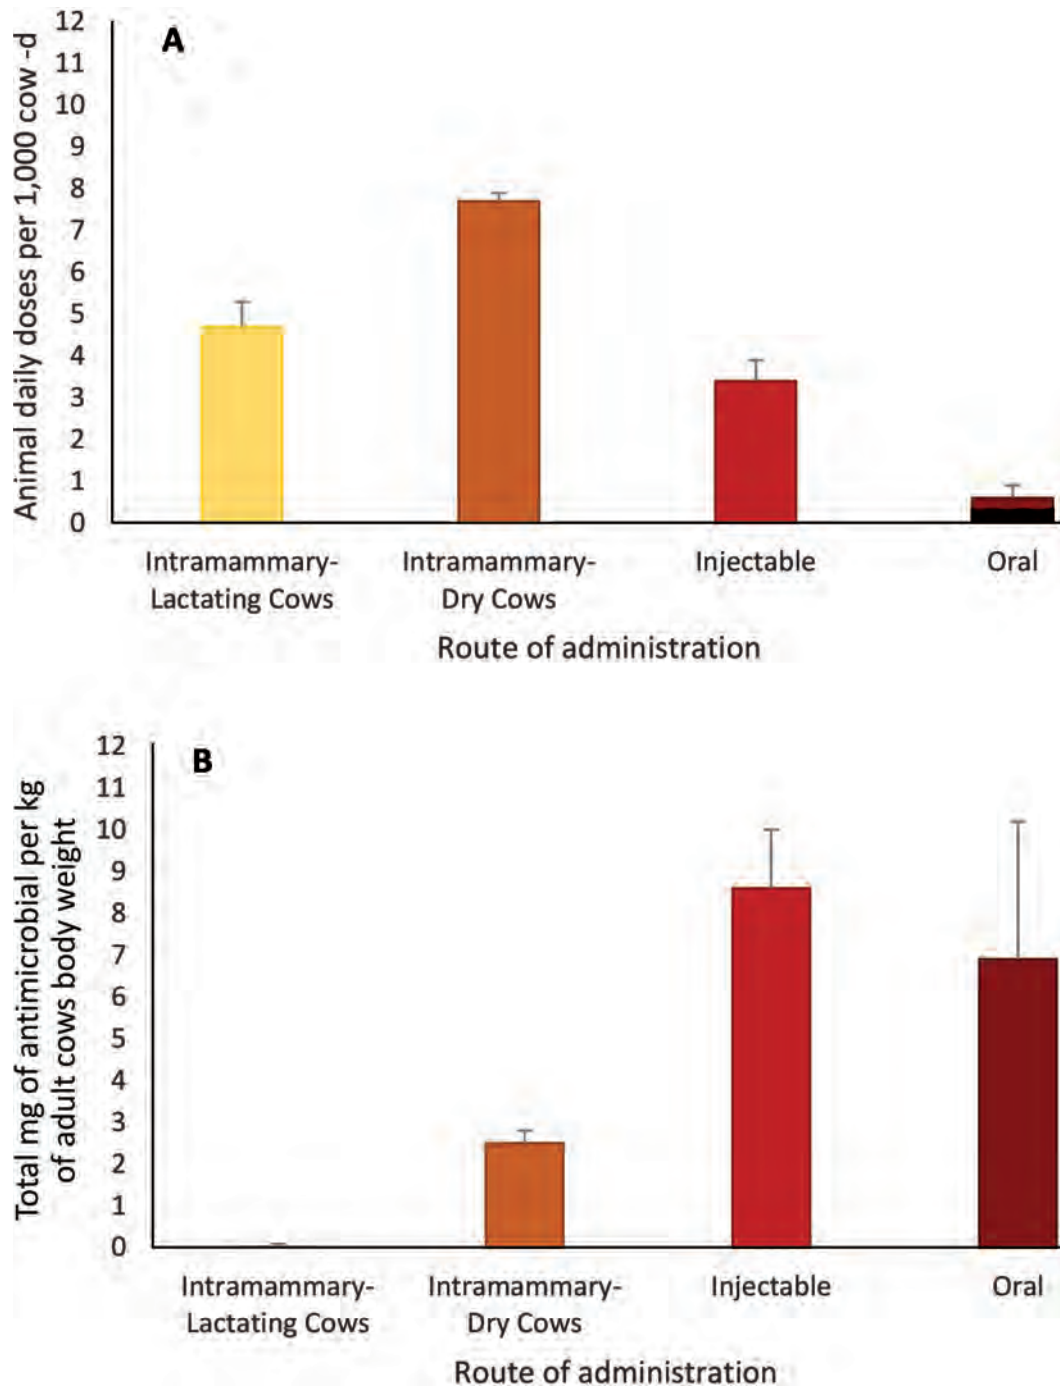 A
Animal daily doses per 1,000 cow -d
12
11
10
9
8
7
6
5
4
3
2
1
0
Intramammary-
Lactating Cows
Intramammary-
Dry Cows
Injectable
Oral
Route of administration
B
Total mg of antimicrobial per kg
of adult cows body weight
12
11
10
9
8
7
6
5
4
3
2
1
0
Intramammary-
Lactating Cows
Intramammary-
Dry Cows
Injectable
Oral
Route of administration